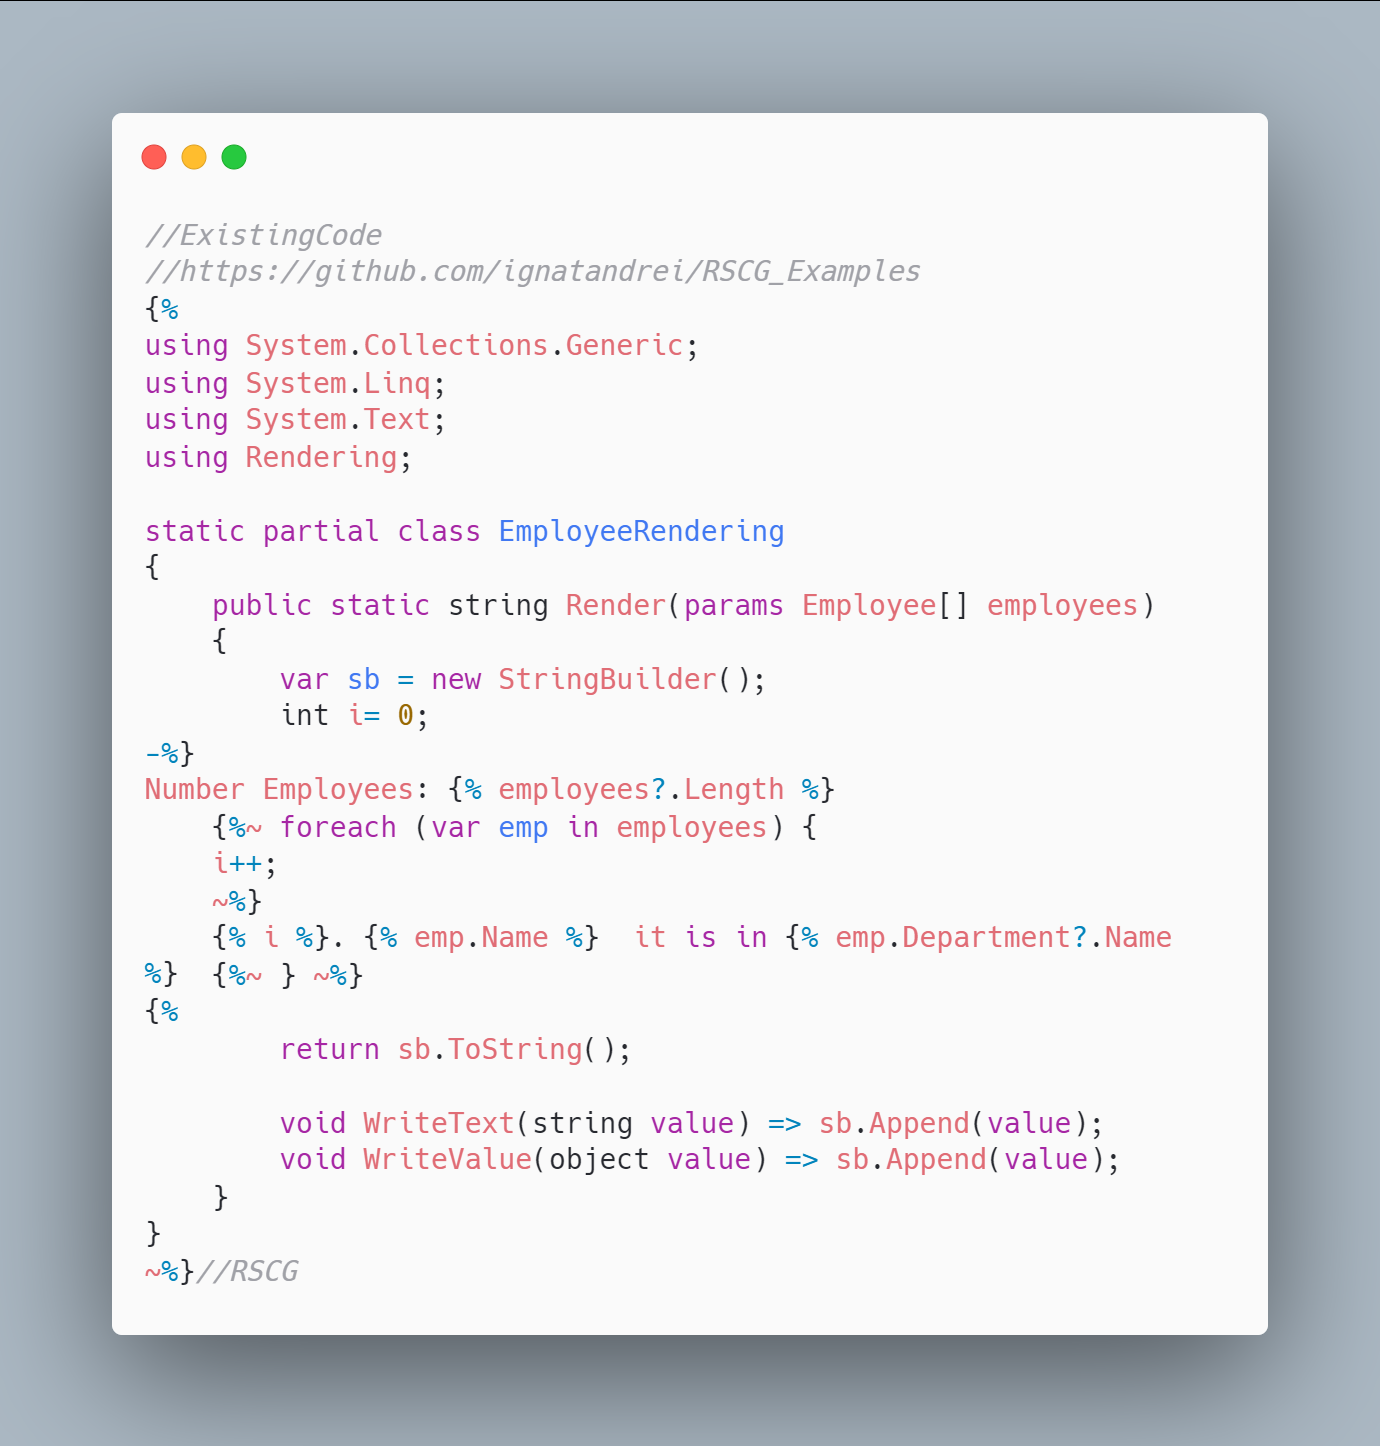 //ExistingCode
//https://github.com/ignatandrei/RSCG_Examples
{%
using System.Collections.Generic;
using System.Linq;
using System.Text;
using Rendering;

static partial class EmployeeRendering
{
    public static string Render(params Employee[] employees)
    {
        var sb = new StringBuilder();
        int i= 0;
-%}
Number Employees: {% employees?.Length %}
    {%~ foreach (var emp in employees) {
    i++;
    ~%}
    {% i %}. {% emp.Name %}  it is in {% emp.Department?.Name
%}  {%~ } ~%}
{%
        return sb.ToString();

        void WriteText(string value) => sb.Append(value);
        void WriteValue(object value) => sb.Append(value);
    }
}
~%}//RSCG